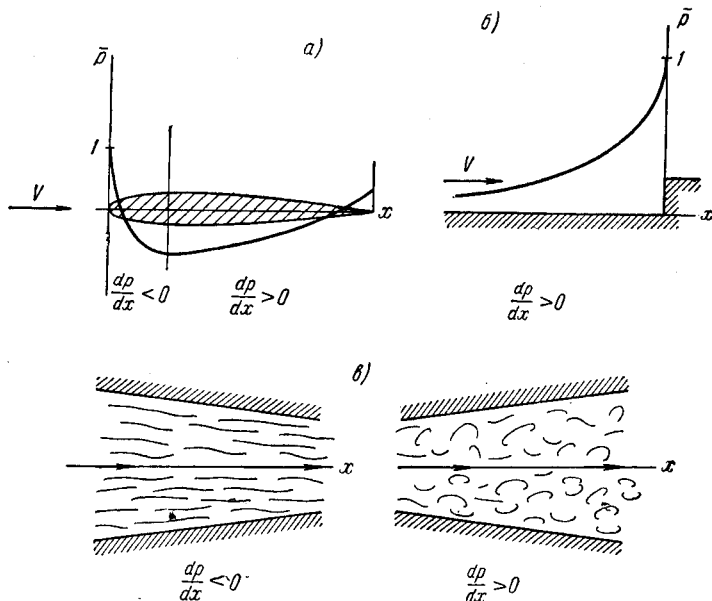 а)
p̄
1
V
x
dp/dx < 0
dp/dx > 0
б)
p̄
1
V
x
dp/dx > 0
в)
x
dp/dx < 0
x
dp/dx > 0